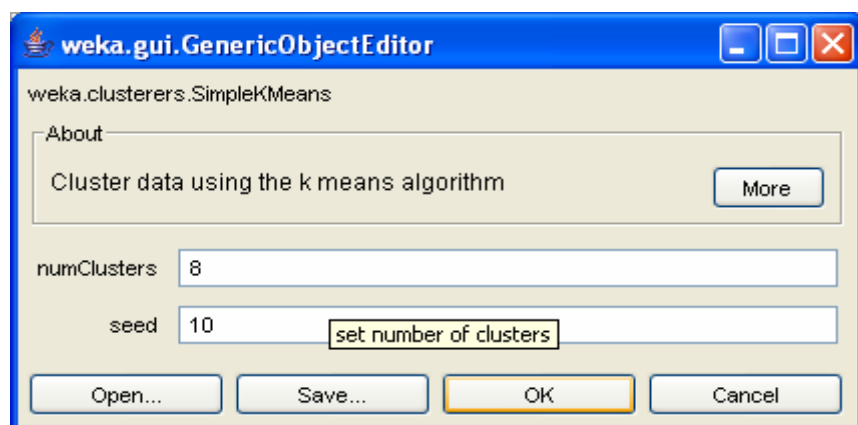 weka.gui.GenericObjectEditor
weka.clusterers.SimpleKMeans
About
Cluster data using the k means algorithm
More
numClusters 8
seed 10
set number of clusters
Open... Save... OK Cancel